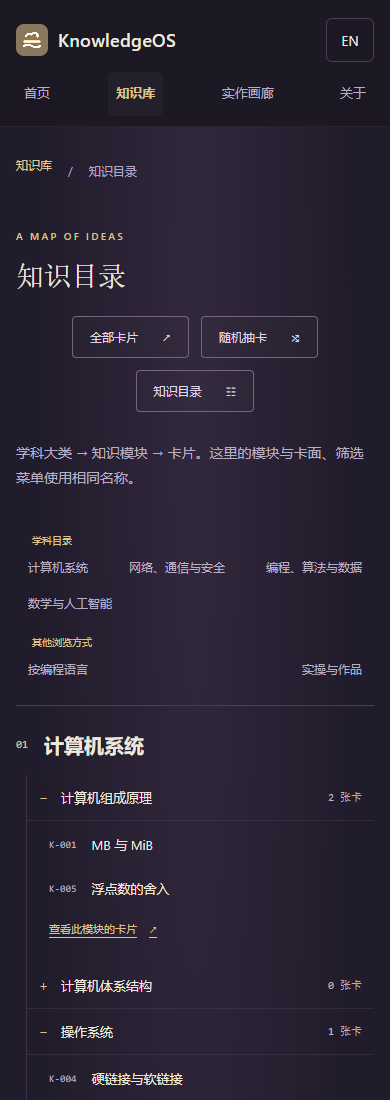 KnowledgeOS
EN
首页 知识库 实作画廊 关于
知识库 / 知识目录
A MAP OF IDEAS
知识目录
全部卡片 ↗ 随机抽卡 ⤭
知识目录 ☷
学科大类 → 知识模块 → 卡片。这里的模块与卡面、筛选
菜单使用相同名称。
学科目录
计算机系统 网络、通信与安全 编程、算法与数据
数学与人工智能
其他浏览方式
按编程语言 实操与作品
01 计算机系统
− 计算机组成原理 2 张卡
K-001 MB 与 MiB
K-005 浮点数的舍入
查看此模块的卡片 ↗
+ 计算机体系结构 0 张卡
− 操作系统 1 张卡
K-004 硬链接与软链接